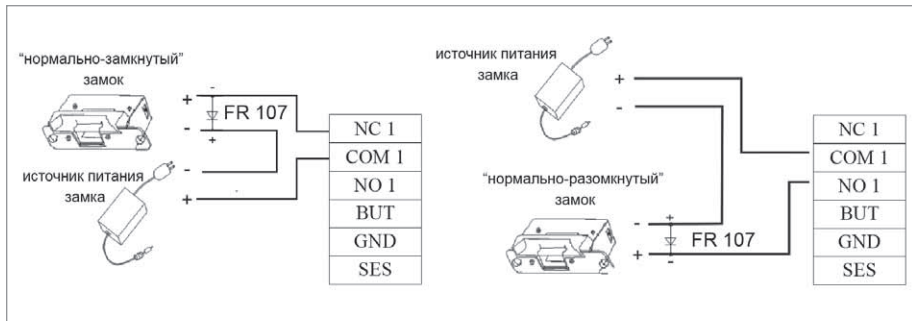 “нормально-замкнутый”
замок
+
-
-
+
FR 107
источник питания
замка
-
+
NC 1
COM 1
NO 1
BUT
GND
SES
источник питания
замка
+
-
“нормально-разомкнутый”
замок
-
+
+
-
FR 107
NC 1
COM 1
NO 1
BUT
GND
SES